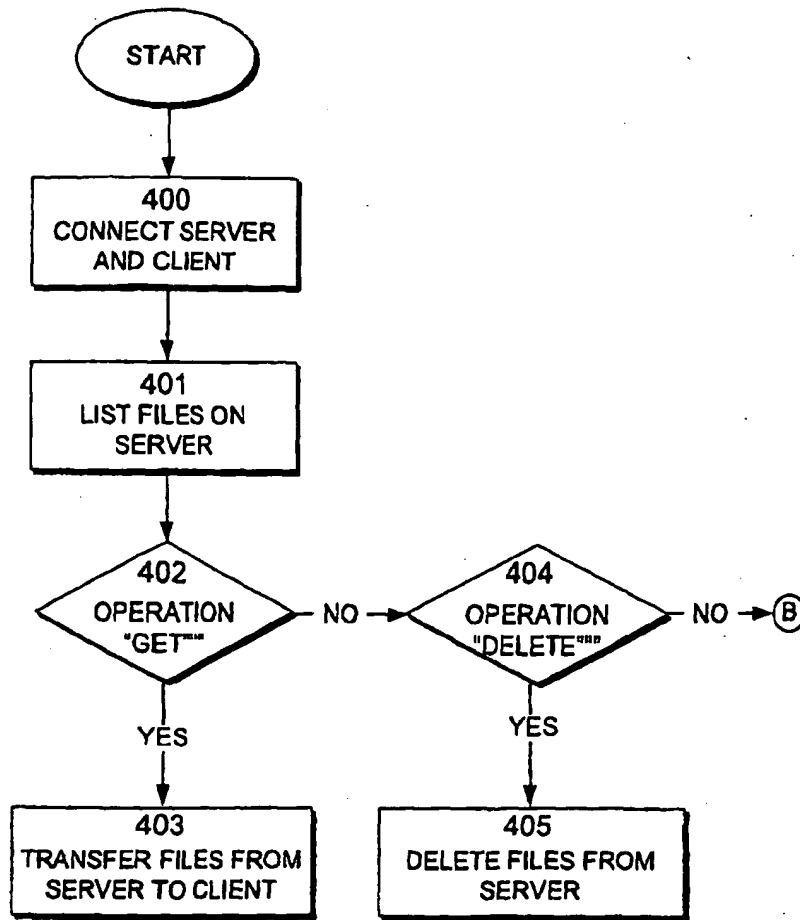 START
400
CONNECT SERVER
AND CLIENT
401
LIST FILES ON
SERVER
402
OPERATION
"GET""
NO
404
OPERATION
"DELETE"""
NO
B
YES
YES
403
TRANSFER FILES FROM
SERVER TO CLIENT
405
DELETE FILES FROM
SERVER